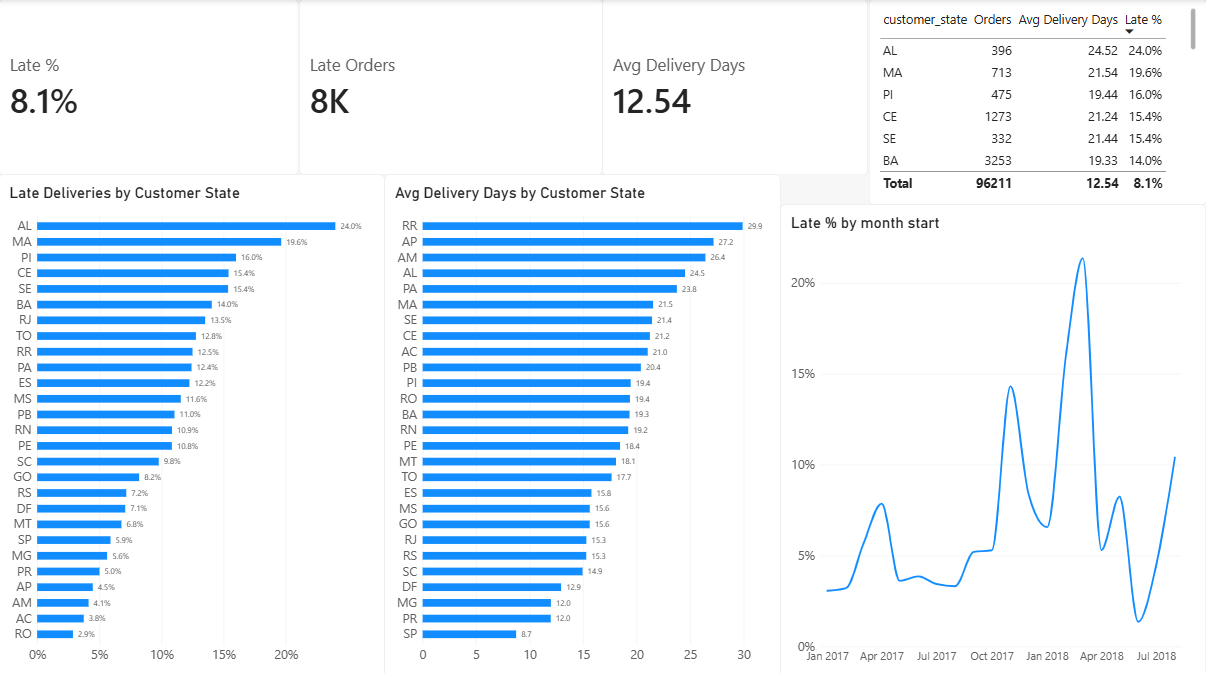 Late %
8.1%
Late Orders
8K
Avg Delivery Days
12.54
customer_state Orders Avg Delivery Days Late %
AL 396 24.52 24.0%
MA 713 21.54 19.6%
PI 475 19.44 16.0%
CE 1273 21.24 15.4%
SE 332 21.44 15.4%
BA 3253 19.33 14.0%
Total 96211 12.54 8.1%
Late Deliveries by Customer State
AL 24.0%
MA 19.6%
PI 16.0%
CE 15.4%
SE 15.4%
BA 14.0%
RJ 13.5%
TO 12.8%
RR 12.5%
PA 12.4%
ES 12.2%
MS 11.6%
PB 11.0%
RN 10.9%
PE 10.8%
SC 9.8%
GO 8.2%
RS 7.2%
DF 7.1%
MT 6.8%
SP 5.9%
MG 5.6%
PR 5.0%
AP 4.5%
AM 4.1%
AC 3.8%
RO 2.9%
0% 5% 10% 15% 20%
Avg Delivery Days by Customer State
RR 29.9
AP 27.2
AM 26.4
AL 24.5
PA 23.8
MA 21.5
SE 21.4
CE 21.2
AC 21.0
PB 20.4
PI 19.4
RO 19.4
BA 19.3
RN 19.2
PE 18.4
MT 18.1
TO 17.7
ES 15.8
MS 15.6
GO 15.6
RJ 15.3
RS 15.3
SC 14.9
DF 12.9
MG 12.0
PR 12.0
SP 8.7
0 5 10 15 20 25 30
Late % by month start
20%
15%
10%
5%
0%
Jan 2017 Apr 2017 Jul 2017 Oct 2017 Jan 2018 Apr 2018 Jul 2018